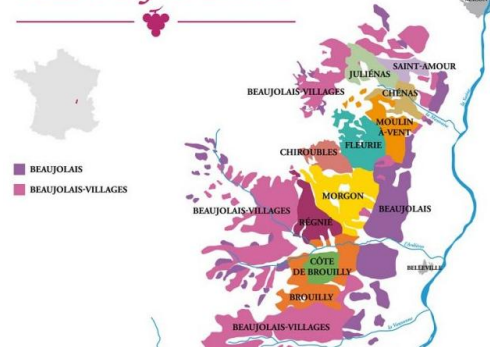 SAINT-AMOUR
JULIÉNAS
BEAUJOLAIS-VILLAGES
CHÉNAS
MOULIN
À-VENT
FLEURIE
CHIROUBLES
BEAUJOLAIS
BEAUJOLAIS-VILLAGES
MORGON
BEAUJOLAIS-VILLAGES
BEAUJOLAIS
RÉGNIÉ
CÔTE
DE BROUILLY
BELLEVILLE
BROUILLY
BEAUJOLAIS-VILLAGES